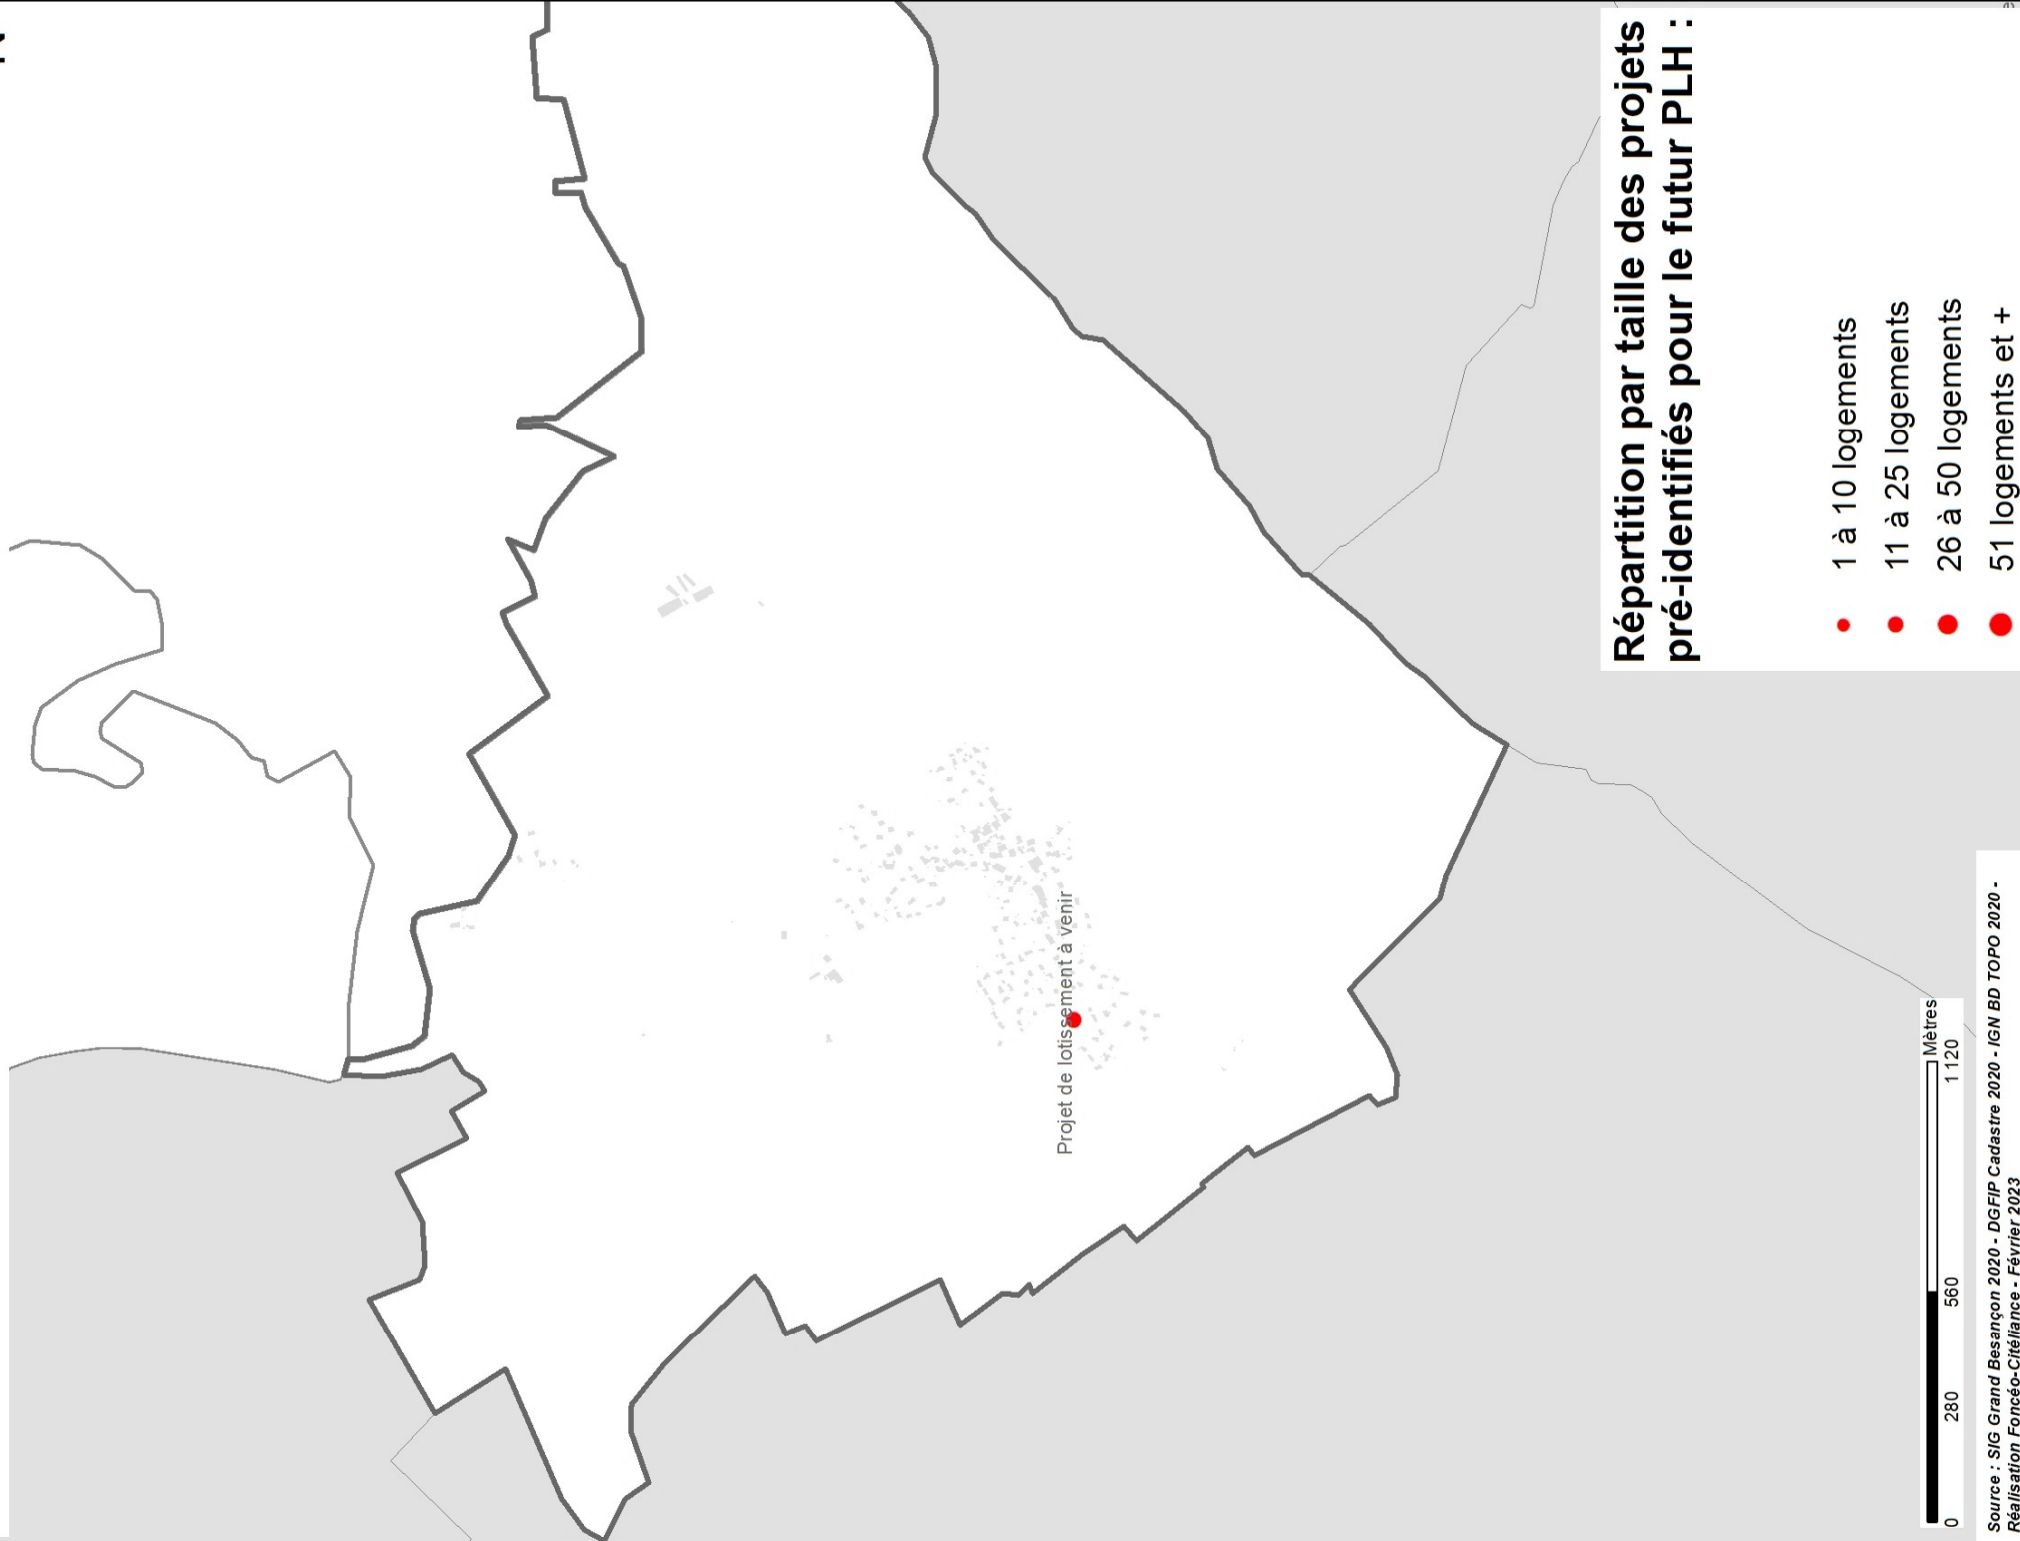 Projet de lotissement à venir
Répartition par taille des projets
pré-identifiés pour le futur PLH :
1 à 10 logements
11 à 25 logements
26 à 50 logements
51 logements et +
0 280 560 1 120
Mètres
Source : SIG Grand Besançon 2020 - DGFIP Cadastre 2020 - IGN BD TOPO 2020 -
Réalisation Foncéo-Citéliance - Février 2023